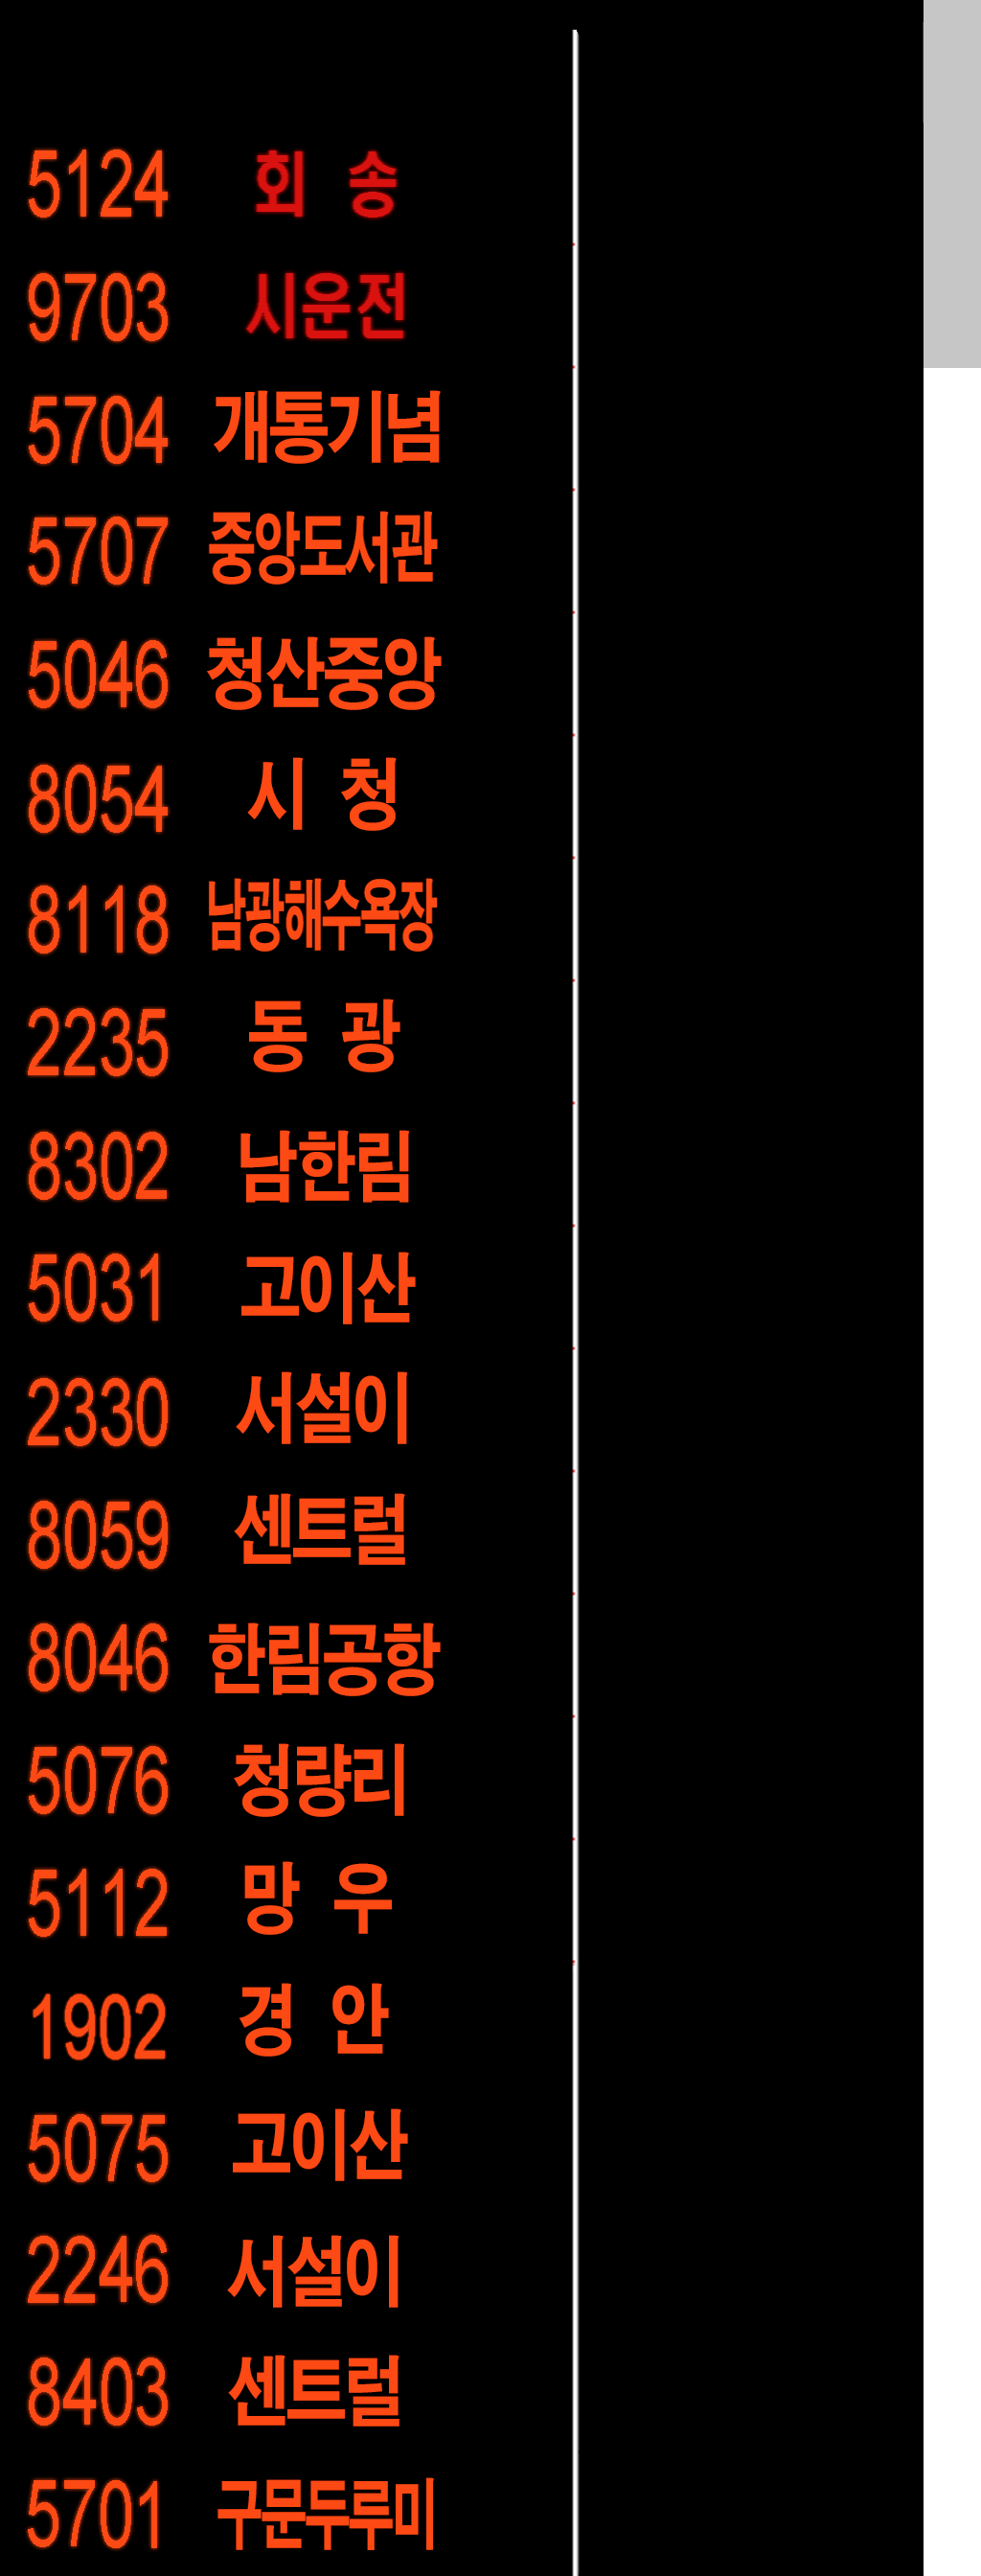 5124 회 송
9703 시운전
5704 개통기념
5707 중앙도서관
5046 청산중앙
8054 시 청
8118 남광해수욕장
2235 동 광
8302 남한림
5031 고이산
2330 서설이
8059 센트럴
8046 한림공항
5076 청량리
5112 망 우
1902 경 안
5075 고이산
2246 서설이
8403 센트럴
5701 구문두루미